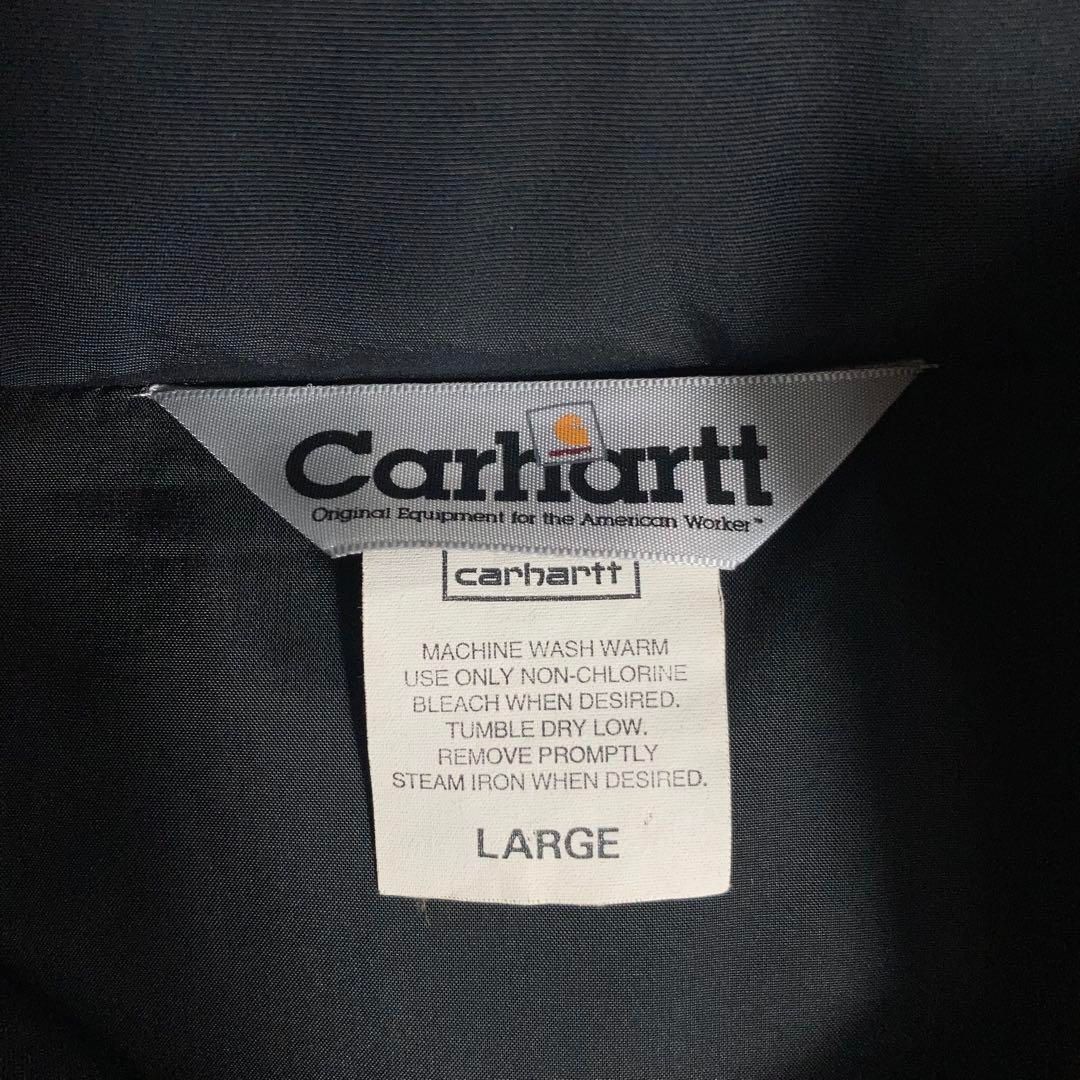 Carhartt
Original Equipment for the American Worker™
carhartt
MACHINE WASH WARM
USE ONLY NON-CHLORINE
BLEACH WHEN DESIRED.
TUMBLE DRY LOW.
REMOVE PROMPTLY
STEAM IRON WHEN DESIRED.
LARGE